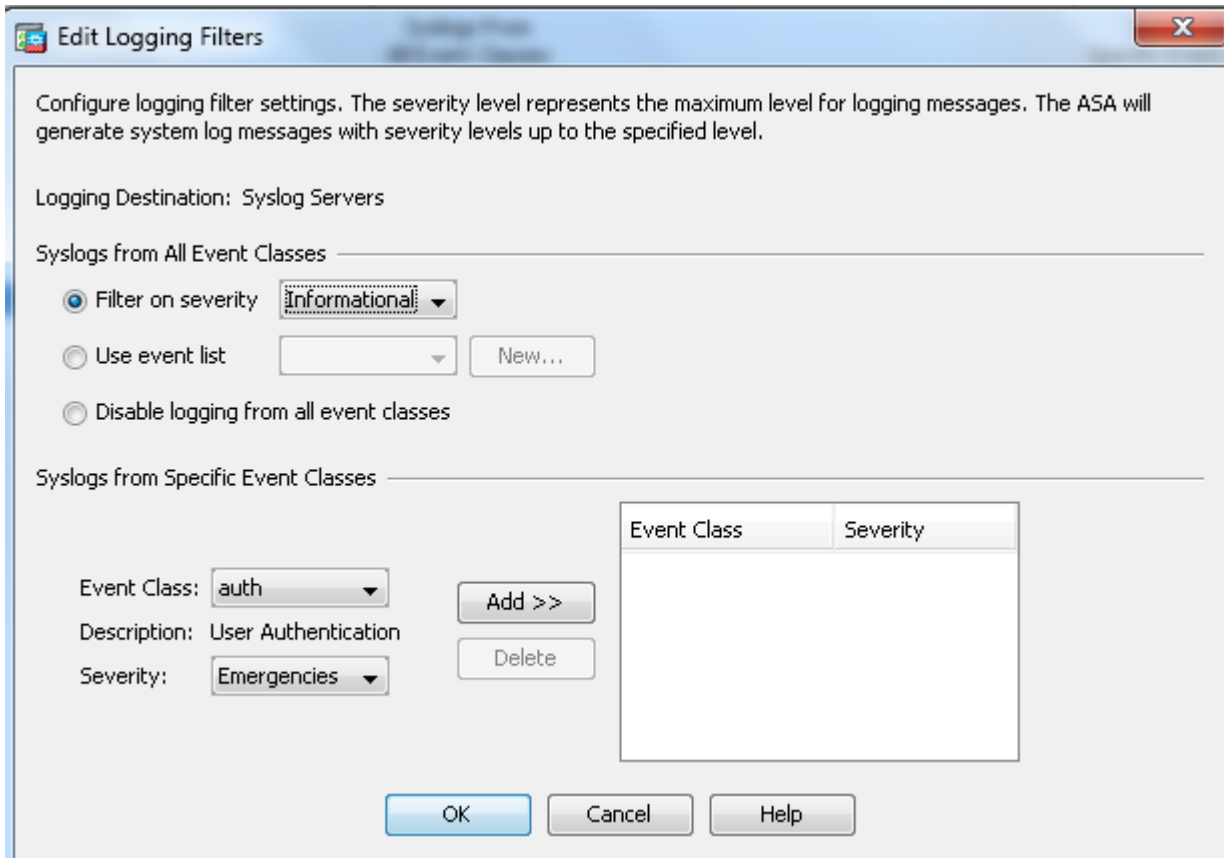 Edit Logging Filters
Configure logging filter settings. The severity level represents the maximum level for logging messages. The ASA will
generate system log messages with severity levels up to the specified level.
Logging Destination: Syslog Servers
Syslogs from All Event Classes
Filter on severity Informational
Use event list New...
Disable logging from all event classes
Syslogs from Specific Event Classes
Event Class Severity
Event Class: auth
Add >>
Description: User Authentication
Delete
Severity: Emergencies
OK Cancel Help